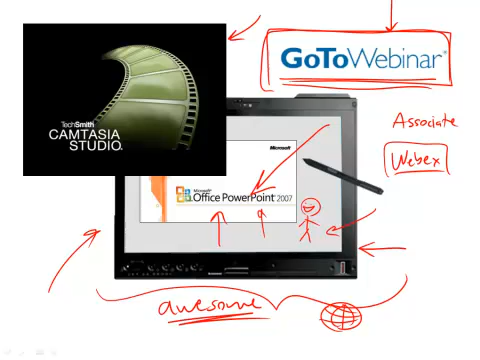 TechSmith
CAMTASIA
STUDIO.
GoToWebinar®
Associate
Webex
Microsoft
Microsoft®
Office PowerPoint® 2007
awesome